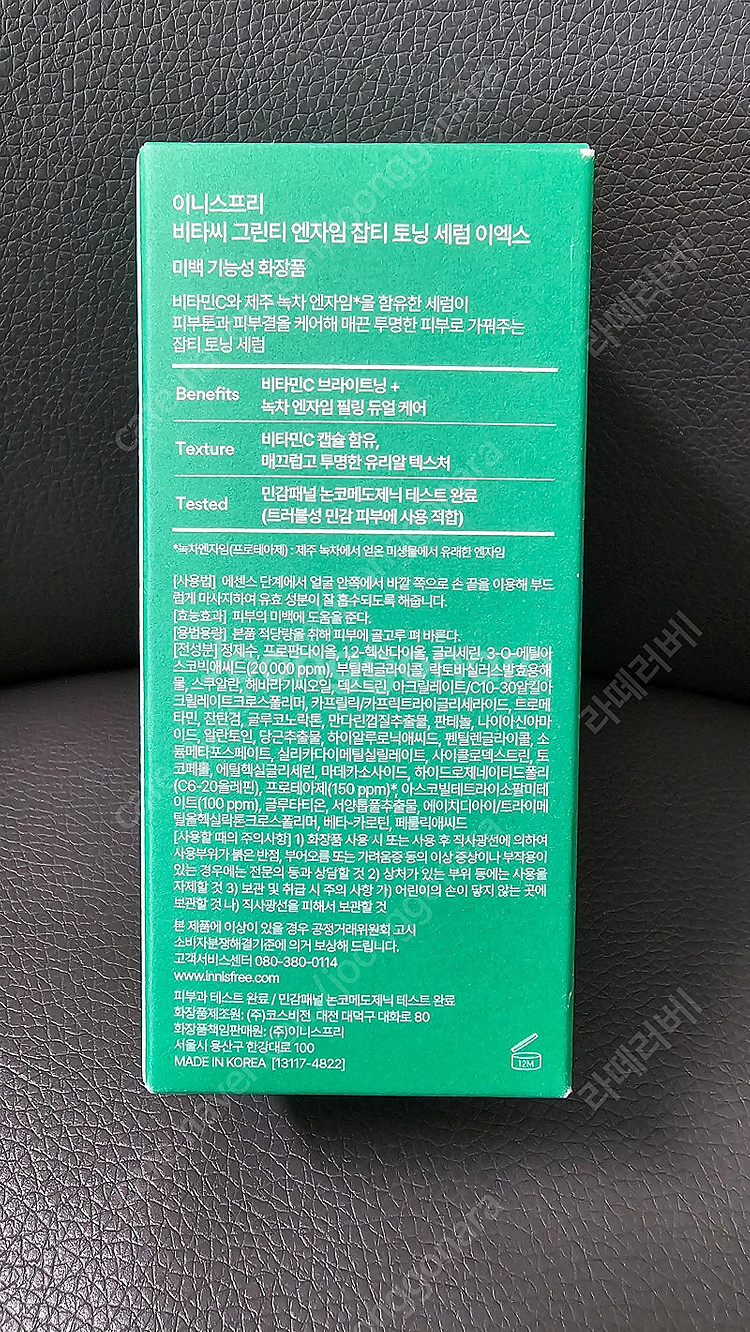 이니스프리
비타씨 그린티 엔자임 잡티 토닝 세럼 이엑스
미백 기능성 화장품
비타민C와 제주 녹차 엔자임*을 함유한 세럼이
피부톤과 피부결을 케어해 매끈 투명한 피부로 가꿔주는
잡티 토닝 세럼
Benefits 비타민C 브라이트닝 +
녹차 엔자임 필링 듀얼 케어
Texture 비타민C 캡슐 함유,
매끄럽고 투명한 유리알 텍스처
Tested 민감패널 논코메도제닉 테스트 완료
(트러블성 민감 피부에 사용 적합)
*녹차엔자임(프로테아제) : 제주 녹차에서 얻은 미생물에서 유래한 엔자임
[사용법] 에센스 단계에서 얼굴 안쪽에서 바깥 쪽으로 손 끝을 이용해 부드
럽게 마사지하여 유효 성분이 잘 흡수되도록 해줍니다.
[효능효과] 피부의 미백에 도움을 준다.
[용법용량] 본품 적당량을 취해 피부에 골고루 펴 바른다.
[전성분] 정제수, 프로판다이올, 1,2-헥산다이올, 글리세린, 3-O-에틸아
스코빅애씨드(20,000 ppm), 부틸렌글라이콜, 락토바실러스발효용해
물, 스쿠알란, 헤바라기씨오일, 덱스트린, 아크릴레이트/C10-30알킬아
크릴레이트크로스폴리머, 카프릴릭/카프릭트라이글리세라이드, 트로메
타민, 잔탄검, 글루코노락톤, 만다린껍질추출물, 판테놀, 나이아신아마
이드, 알란토인, 당근추출물, 하이알루로닉애씨드, 펜틸렌글라이콜, 소
듐메타포스페이트, 실리카다이메틸실릴레이트, 사이클로덱스트린, 토
코페롤, 에틸헥실글리세린, 마데카소사이드, 하이드로제네이티드폴리
(C6-20올레핀), 프로테아제(150 ppm)*, 아스코빌테트라이소팔미테
이트(100 ppm), 글루타티온, 서양톱풀추출물, 에이치디아이/트라이메
틸올헥실락톤크로스폴리머, 베타-카로틴, 페룰릭애씨드
[사용할 때의 주의사항] 1) 화장품 사용 시 또는 사용 후 직사광선에 의하여
사용부위가 붉은 반점, 부어오름 또는 가려움증 등의 이상 증상이나 부작용이
있는 경우에는 전문의 등과 상담할 것 2) 상처가 있는 부위 등에는 사용을
자제할 것 3) 보관 및 취급 시 주의 사항 가) 어린이의 손이 닿지 않는 곳에
보관할 것 나) 직사광선을 피해서 보관할 것
본 제품에 이상이 있을 경우 공정거래위원회 고시
소비자분쟁해결기준에 의거 보상해 드립니다.
고객서비스센터 080-380-0114
www.innisfree.com
피부과 테스트 완료 / 민감패널 논코메도제닉 테스트 완료
화장품제조원: (주)코스비전 대전 대덕구 대화로 80
화장품책임판매원: (주)이니스프리
서울시 용산구 한강대로 100
MADE IN KOREA [13117-4822]
12M
라떼러베
라떼러베
라떼러베